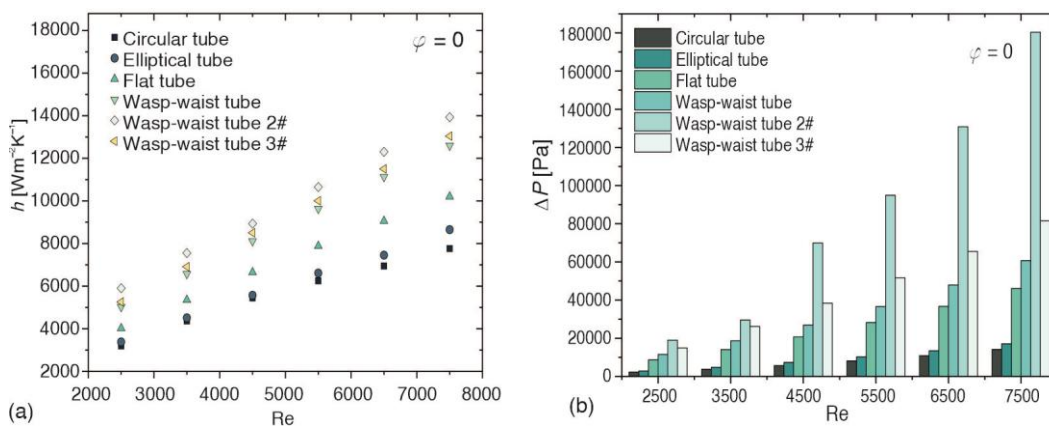 18000
16000
14000
12000
10000
8000
6000
4000
2000
h [Wm⁻²K⁻¹]
Circular tube
Elliptical tube
Flat tube
Wasp-waist tube
Wasp-waist tube 2#
Wasp-waist tube 3#
φ = 0
2000 3000 4000 5000 6000 7000 8000
Re
(a)
180000
160000
140000
120000
100000
80000
60000
40000
20000
0
ΔP [Pa]
Circular tube
Elliptical tube
Flat tube
Wasp-waist tube
Wasp-waist tube 2#
Wasp-waist tube 3#
φ = 0
2500 3500 4500 5500 6500 7500
Re
(b)